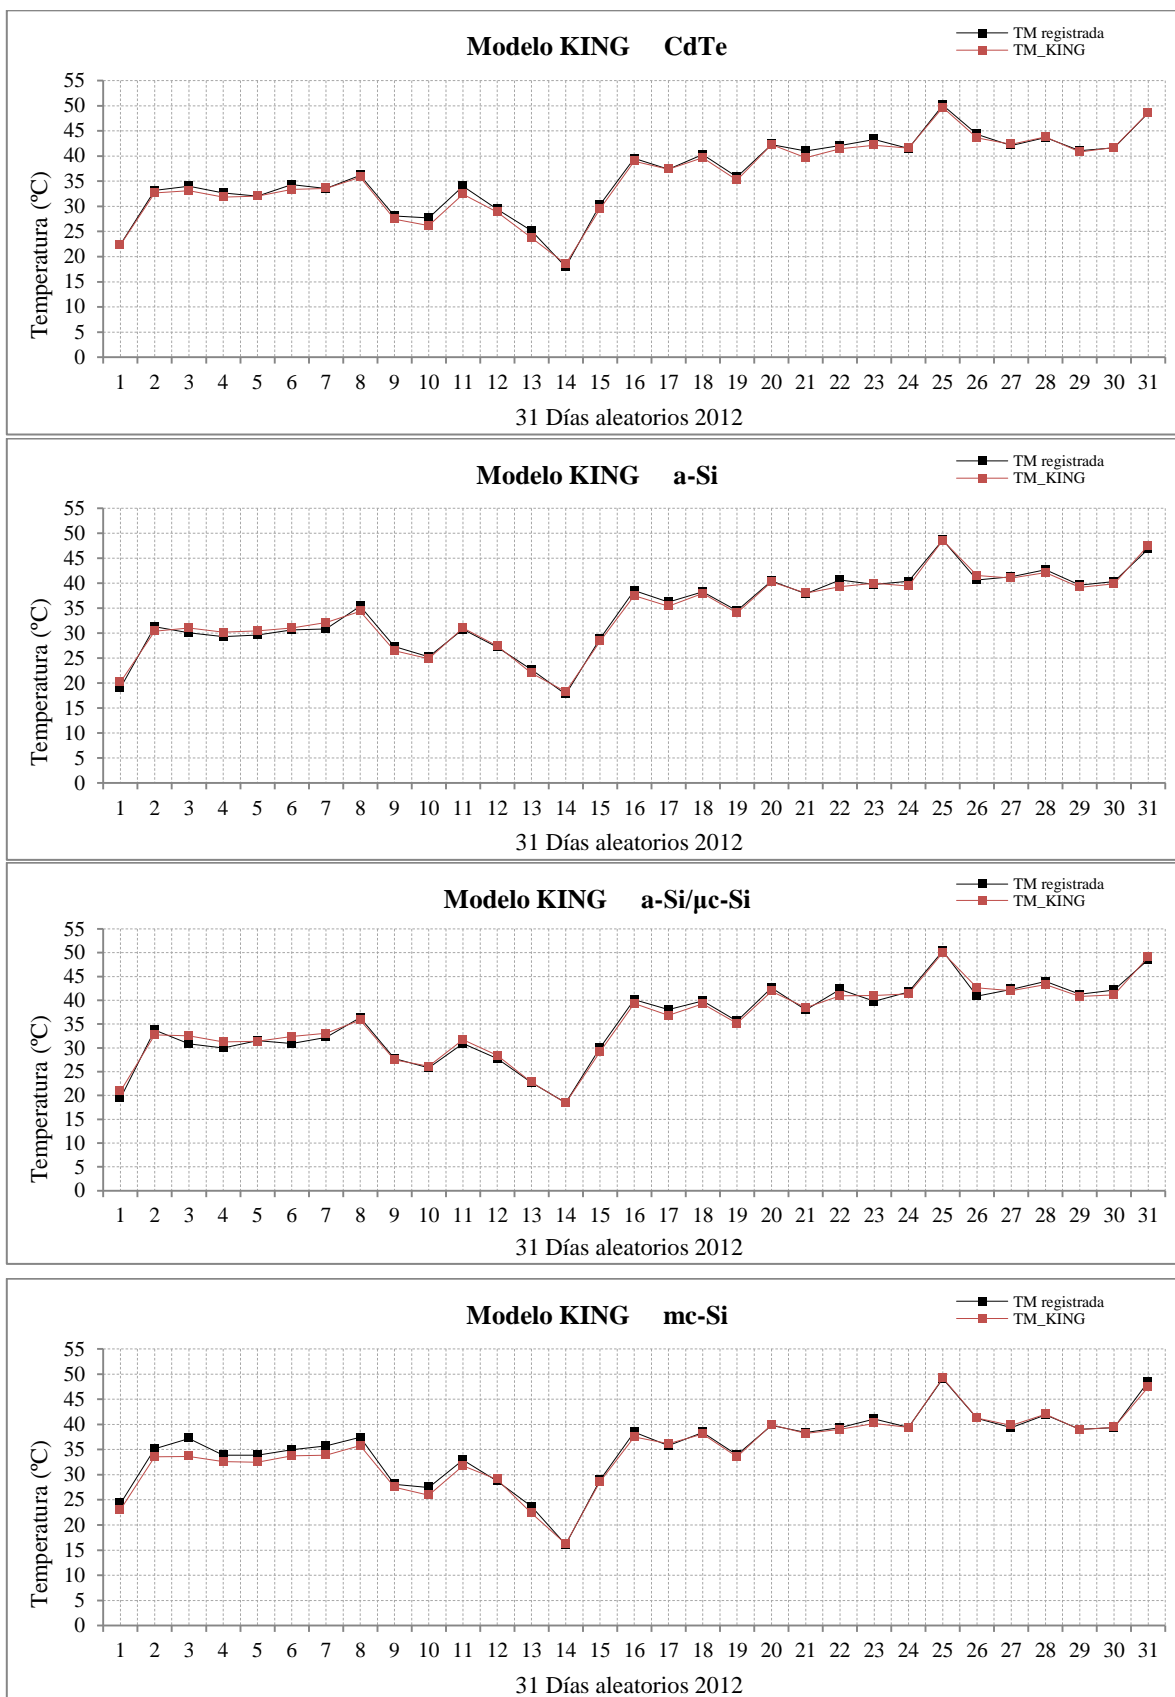 Modelo KING CdTe
TM registrada
TM_KING
Temperatura (ºC)
55
50
45
40
35
30
25
20
15
10
5
0
1 2 3 4 5 6 7 8 9 10 11 12 13 14 15 16 17 18 19 20 21 22 23 24 25 26 27 28 29 30 31
31 Días aleatorios 2012
Modelo KING a-Si
TM registrada
TM_KING
Temperatura (ºC)
55
50
45
40
35
30
25
20
15
10
5
0
1 2 3 4 5 6 7 8 9 10 11 12 13 14 15 16 17 18 19 20 21 22 23 24 25 26 27 28 29 30 31
31 Días aleatorios 2012
Modelo KING a-Si/µc-Si
TM registrada
TM_KING
Temperatura (ºC)
55
50
45
40
35
30
25
20
15
10
5
0
1 2 3 4 5 6 7 8 9 10 11 12 13 14 15 16 17 18 19 20 21 22 23 24 25 26 27 28 29 30 31
31 Días aleatorios 2012
Modelo KING mc-Si
TM registrada
TM_KING
Temperatura (ºC)
55
50
45
40
35
30
25
20
15
10
5
0
1 2 3 4 5 6 7 8 9 10 11 12 13 14 15 16 17 18 19 20 21 22 23 24 25 26 27 28 29 30 31
31 Días aleatorios 2012